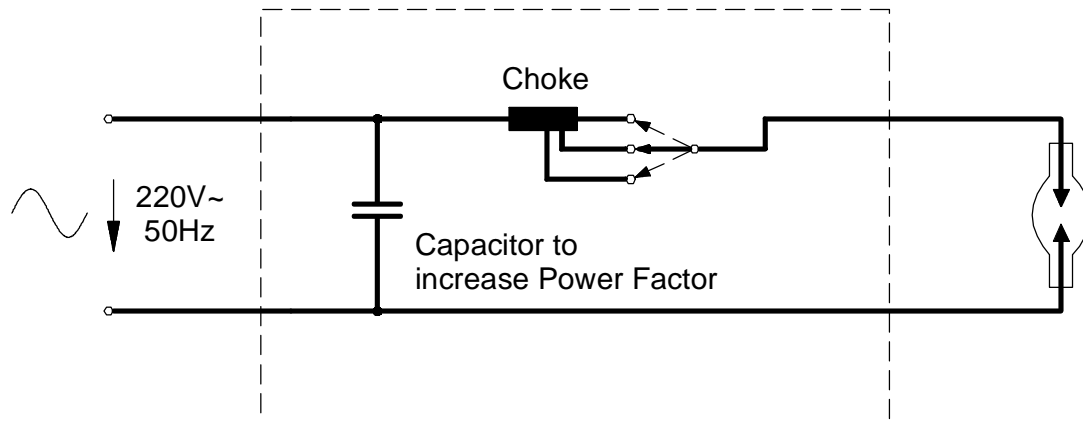 Choke
220V~
50Hz
Capacitor to
increase Power Factor